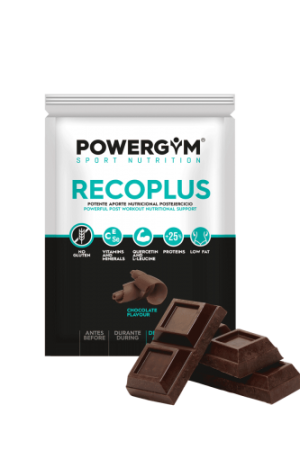 POWERGYM®
SPORT NUTRITION
RECOPLUS
POTENTE APORTE NUTRICIONAL POSTEJERCICIO
POWERFUL POST WORKOUT NUTRITIONAL SUPPORT
C E B6
25%
NO GLUTEN
VITAMINS AND MINERALS
QUERCETIN AND L-LEUCINE
PROTEINS
LOW FAT
CHOCOLATE FLAVOUR
ANTES DURANTE
BEFORE DURING